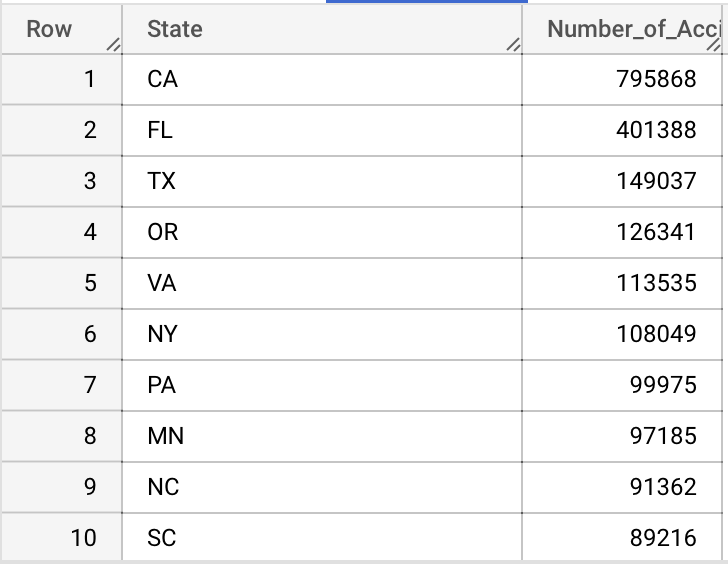 Row State Number_of_Acci
1 CA 795868
2 FL 401388
3 TX 149037
4 OR 126341
5 VA 113535
6 NY 108049
7 PA 99975
8 MN 97185
9 NC 91362
10 SC 89216